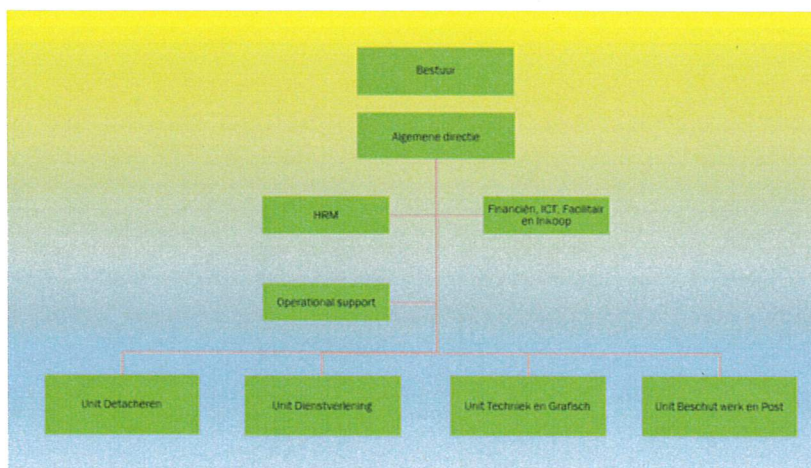 Bestuur
Algemene directie
HRM
Financiën, ICT, Facilitair
en Inkoop
Operational support
Unit Detacheren
Unit Dienstverlening
Unit Techniek en Grafisch
Unit Beschut werk en Post